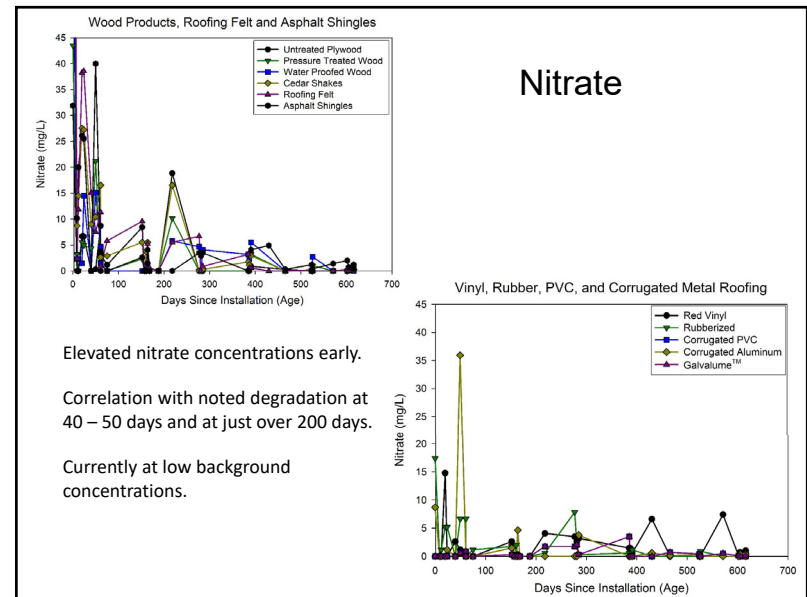 Wood Products, Roofing Felt and Asphalt Shingles
Nitrate
45
40
35
30
25
20
15
10
5
0
Nitrate (mg/L)
Untreated Plywood
Pressure Treated Wood
Water Proofed Wood
Cedar Shakes
Roofing Felt
Asphalt Shingles
0 100 200 300 400 500 600 700
Days Since Installation (Age)
Elevated nitrate concentrations early.
Correlation with noted degradation at
40 – 50 days and at just over 200 days.
Currently at low background
concentrations.
Vinyl, Rubber, PVC, and Corrugated Metal Roofing
45
40
35
30
25
20
15
10
5
0
Nitrate (mg/L)
Red Vinyl
Rubberized
Corrugated PVC
Corrugated Aluminum
Galvalume™
0 100 200 300 400 500 600 700
Days Since Installation (Age)